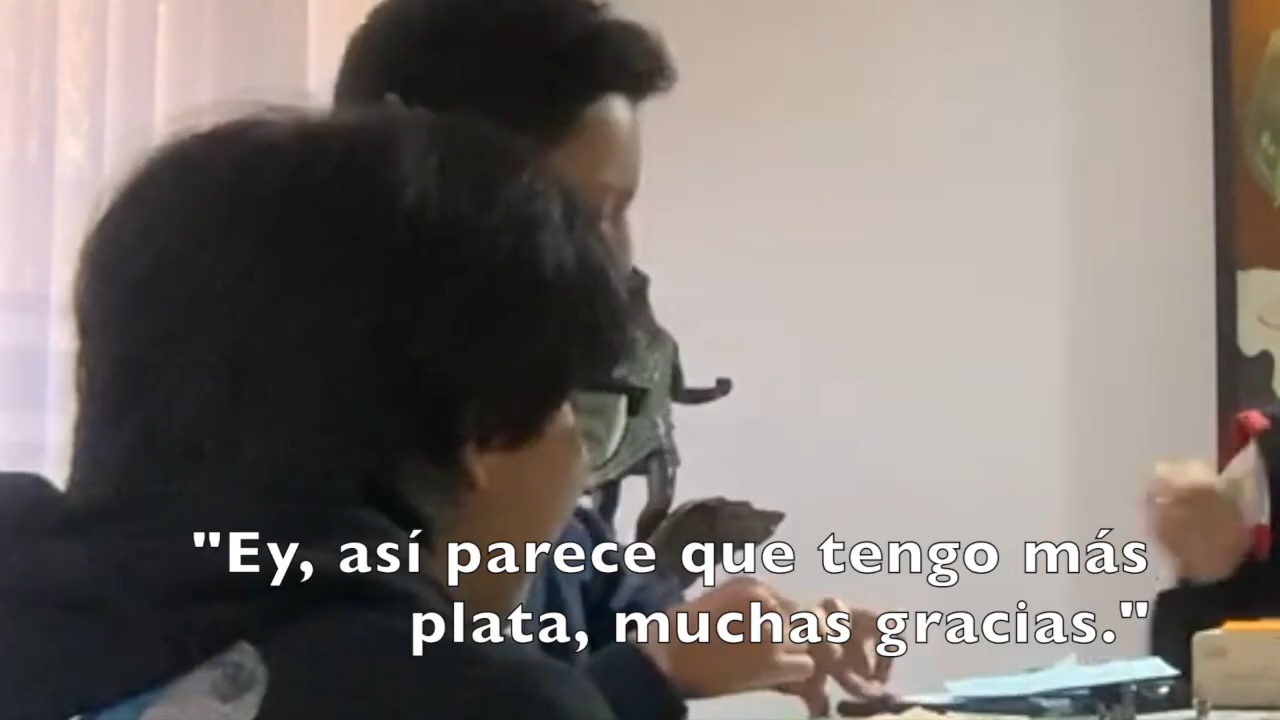 "Ey, así parece que tengo más
plata, muchas gracias."